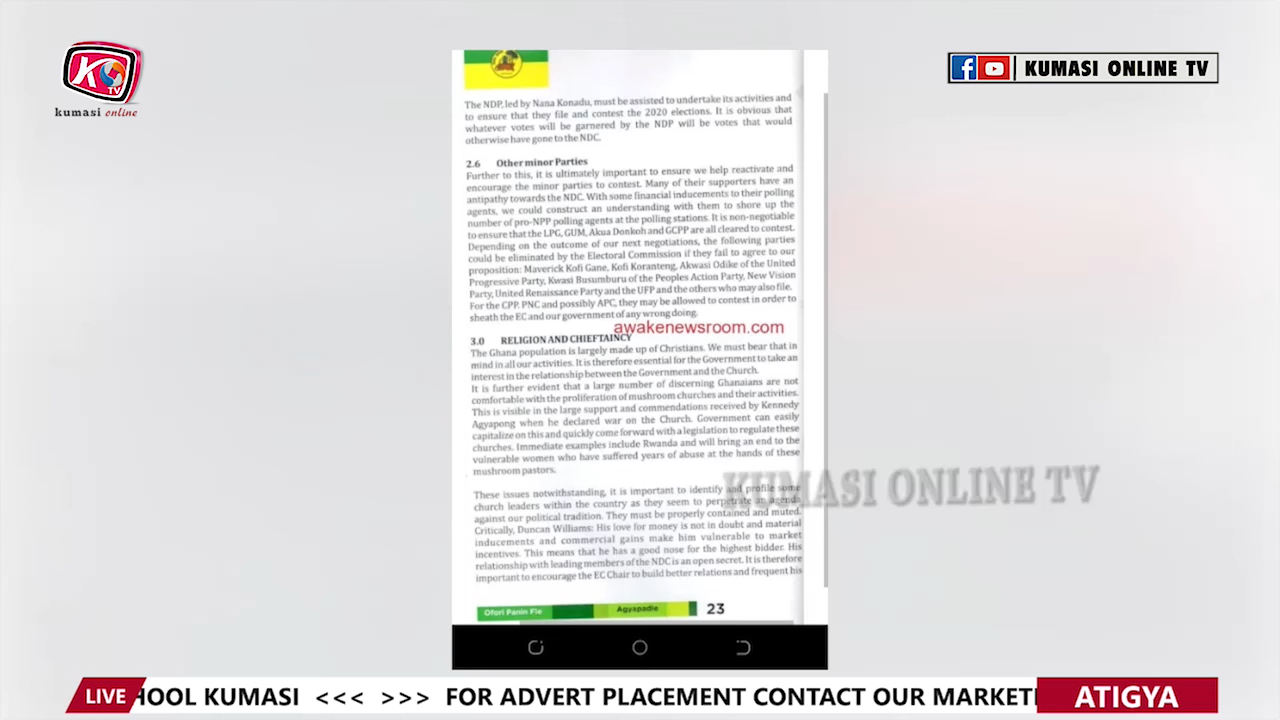 K
TV
kumasi online
KUMASI ONLINE TV
The NDP, led by Nana Konadu, must be assisted to undertake its activities and
to ensure that they file and contest the 2020 elections. It is obvious that
whatever votes will be garnered by the NDP will be votes that would
otherwise have gone to the NDC.
2.6 Other minor Parties
Further to this, it is ultimately important to ensure we help reactivate and
encourage the minor parties to contest. Many of their supporters have an
antipathy towards the NDC. With some financial inducements to their polling
agents, we could construct an understanding with them to shore up the
number of pro-NPP polling agents at the polling stations. It is non-negotiable
to ensure that the LPG, GUM, Akua Donkoh and GCPP are all cleared to contest.
Depending on the outcome of our next negotiations, the following parties
could be eliminated by the Electoral Commission if they fail to agree to our
proposition: Maverick Kofi Gane, Kofi Koranteng, Akwasi Odike of the United
Progressive Party, Kwasi Busumburu of the Peoples Action Party, New Vision
Party, United Renaissance Party and the UFP and the others who may also file.
For the CPP, PNC and possibly APC, they may be allowed to contest in order to
sheath the EC and our government of any wrong doing.
awakenewsroom.com
3.0 RELIGION AND CHIEFTAINCY
The Ghana population is largely made up of Christians. We must bear that in
mind in all our activities. It is therefore essential for the Government to take an
interest in the relationship between the Government and the Church.
It is further evident that a large number of discerning Ghanaians are not
comfortable with the proliferation of mushroom churches and their activities.
This is visible in the large support and commendations received by Kennedy
Agyapong when he declared war on the Church. Government can easily
capitalize on this and quickly come forward with a legislation to regulate these
churches. Immediate examples include Rwanda and will bring an end to the
vulnerable women who have suffered years of abuse at the hands of these
mushroom pastors.
These issues notwithstanding, it is important to identify and profile some
church leaders within the country as they seem to perpetrate an agenda
against our political tradition. They must be properly contained and muted.
Critically, Duncan Williams: His love for money is not in doubt and material
inducements and commercial gains make him vulnerable to market
incentives. This means that he has a good nose for the highest bidder. His
relationship with leading members of the NDC is an open secret. It is therefore
important to encourage the EC Chair to build better relations and frequent his
KUMASI ONLINE TV
Ofori Panin Fie Agyapadie 23
LIVE HOOL KUMASI <<< >>> FOR ADVERT PLACEMENT CONTACT OUR MARKETI ATIGYA